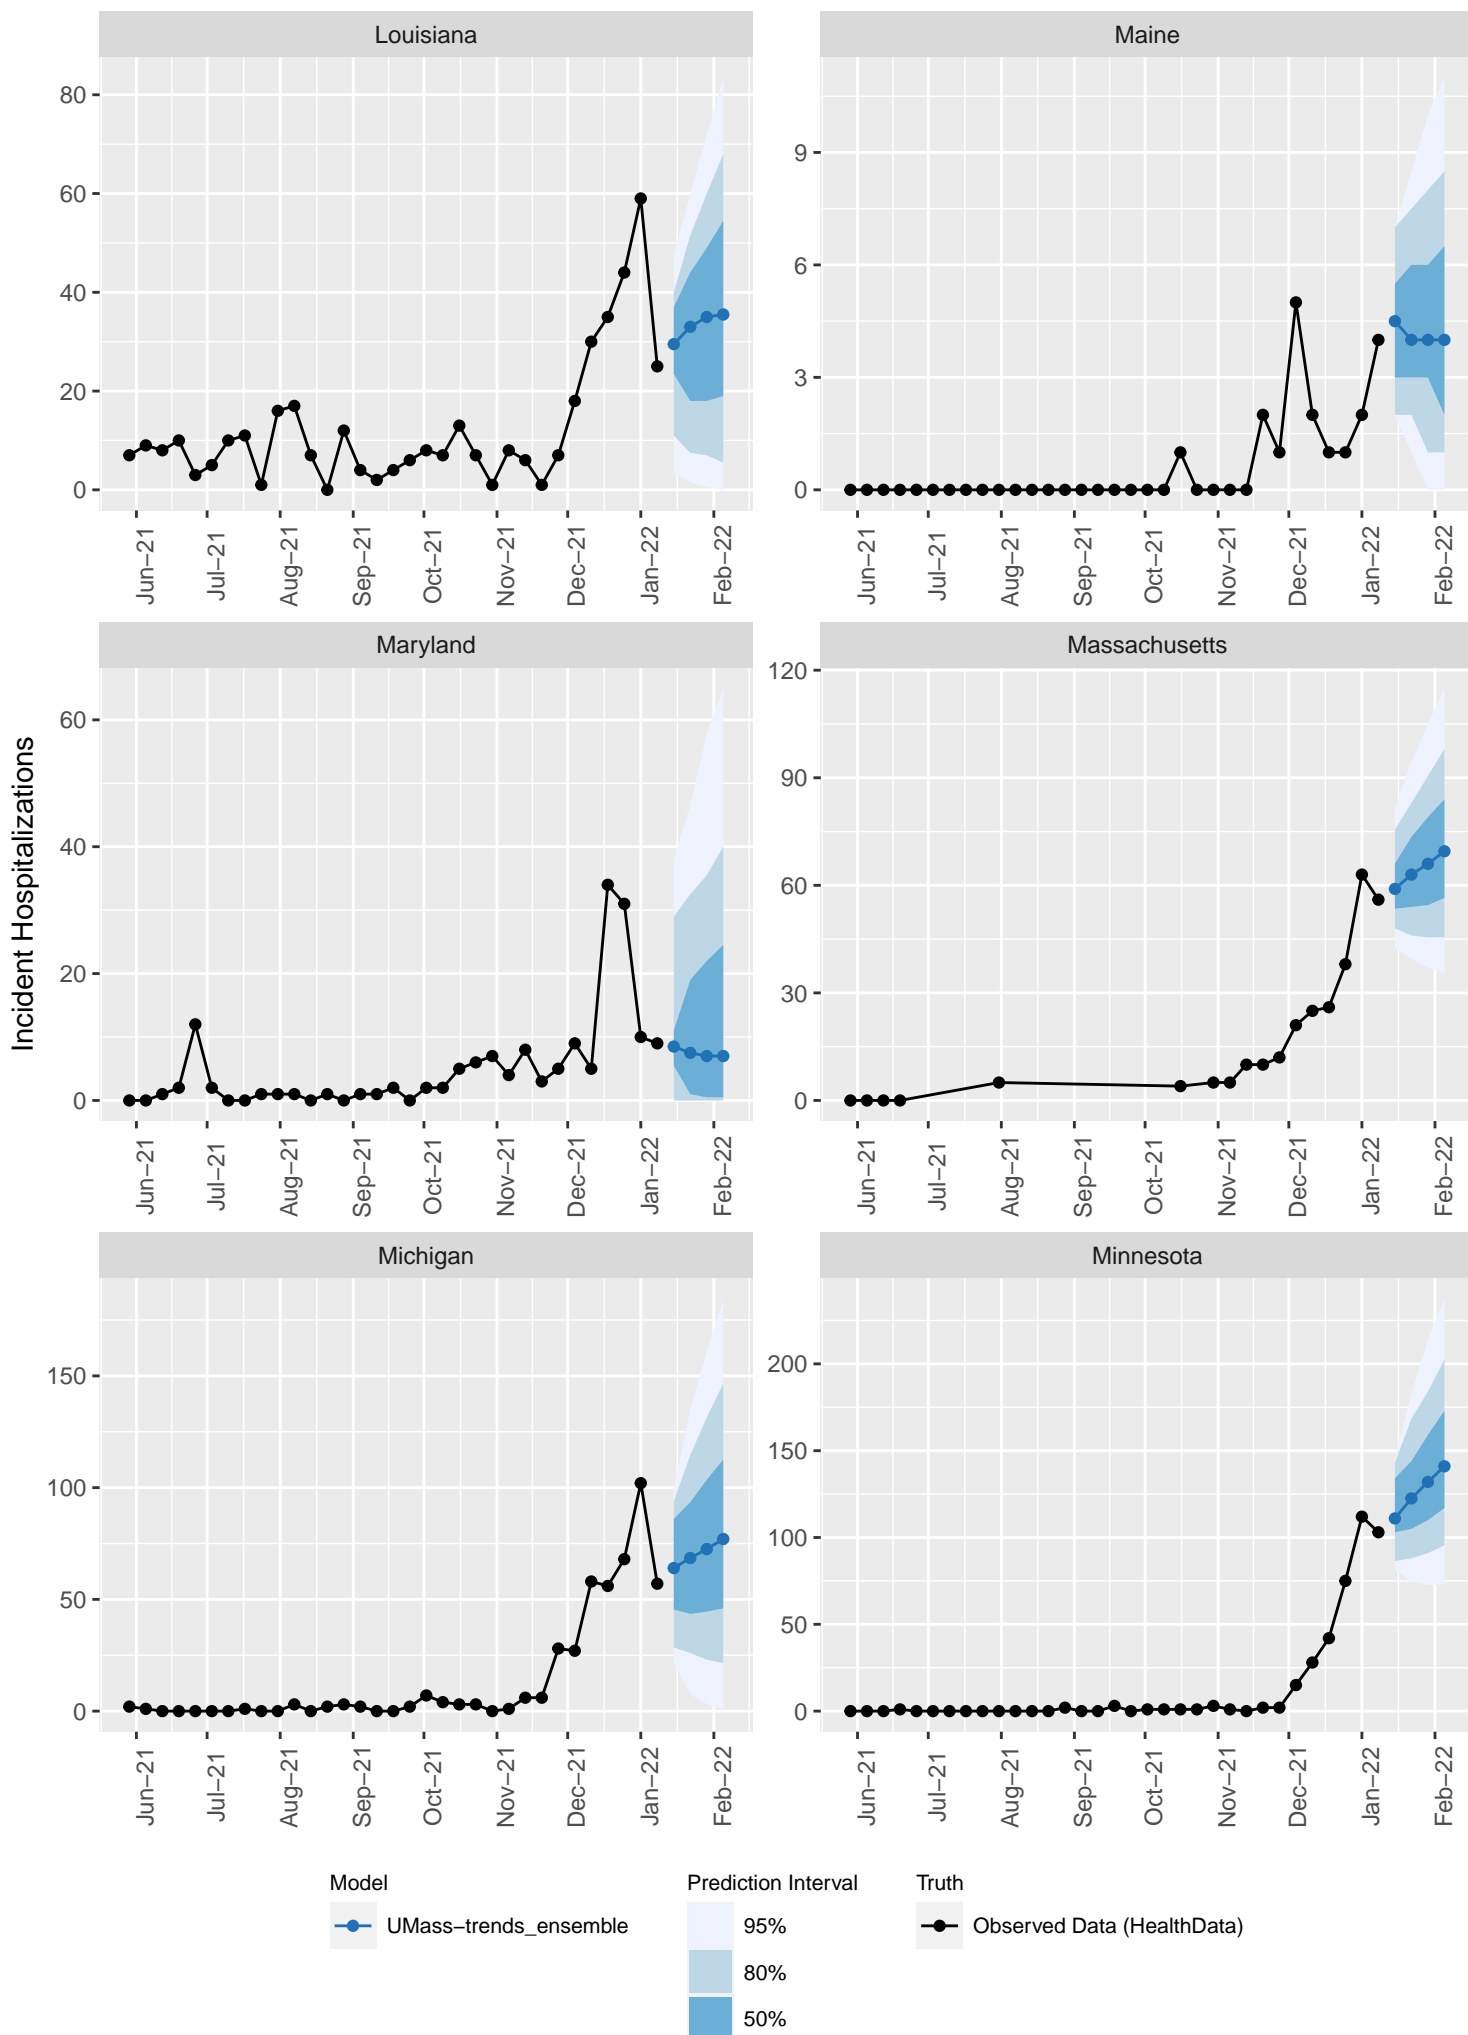 Louisiana
Maine
80
60
40
20
0
9
6
3
0
Jun−21
Jul−21
Aug−21
Sep−21
Oct−21
Nov−21
Dec−21
Jan−22
Feb−22
Jun−21
Jul−21
Aug−21
Sep−21
Oct−21
Nov−21
Dec−21
Jan−22
Feb−22
Incident Hospitalizations
Maryland
Massachusetts
60
40
20
0
120
90
60
30
0
Jun−21
Jul−21
Aug−21
Sep−21
Oct−21
Nov−21
Dec−21
Jan−22
Feb−22
Jun−21
Jul−21
Aug−21
Sep−21
Oct−21
Nov−21
Dec−21
Jan−22
Feb−22
Michigan
Minnesota
150
100
50
0
200
150
100
50
0
Jun−21
Jul−21
Aug−21
Sep−21
Oct−21
Nov−21
Dec−21
Jan−22
Feb−22
Jun−21
Jul−21
Aug−21
Sep−21
Oct−21
Nov−21
Dec−21
Jan−22
Feb−22
Model
UMass−trends_ensemble
Prediction Interval
95%
80%
50%
Truth
Observed Data (HealthData)